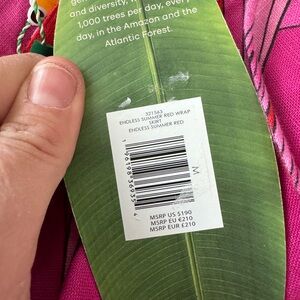 and diversity,
1,000 trees per day, every
day, in the Amazon and the
Atlantic Forest.
321563
ENDLESS SUMMER RED WRAP
SKIRT
ENDLESS SUMMER RED
M
MSRP US $190
MSRP EU €210
MSRP EUR £210